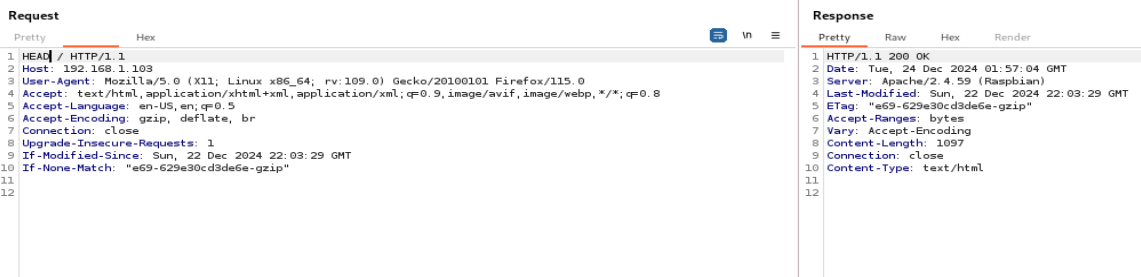 Request
Pretty Hex \n
1 HEAD / HTTP/1.1
2 Host: 192.168.1.103
3 User-Agent: Mozilla/5.0 (X11; Linux x86_64; rv:109.0) Gecko/20100101 Firefox/115.0
4 Accept: text/html,application/xhtml+xml,application/xml;q=0.9,image/avif,image/webp,*/*;q=0.8
5 Accept-Language: en-US,en;q=0.5
6 Accept-Encoding: gzip, deflate, br
7 Connection: close
8 Upgrade-Insecure-Requests: 1
9 If-Modified-Since: Sun, 22 Dec 2024 22:03:29 GMT
10 If-None-Match: "e69-629e30cd3de6e-gzip"
11
12
Response
Pretty Raw Hex Render
1 HTTP/1.1 200 OK
2 Date: Tue, 24 Dec 2024 01:57:04 GMT
3 Server: Apache/2.4.59 (Raspbian)
4 Last-Modified: Sun, 22 Dec 2024 22:03:29 GMT
5 ETag: "e69-629e30cd3de6e-gzip"
6 Accept-Ranges: bytes
7 Vary: Accept-Encoding
8 Content-Length: 1097
9 Connection: close
10 Content-Type: text/html
11
12